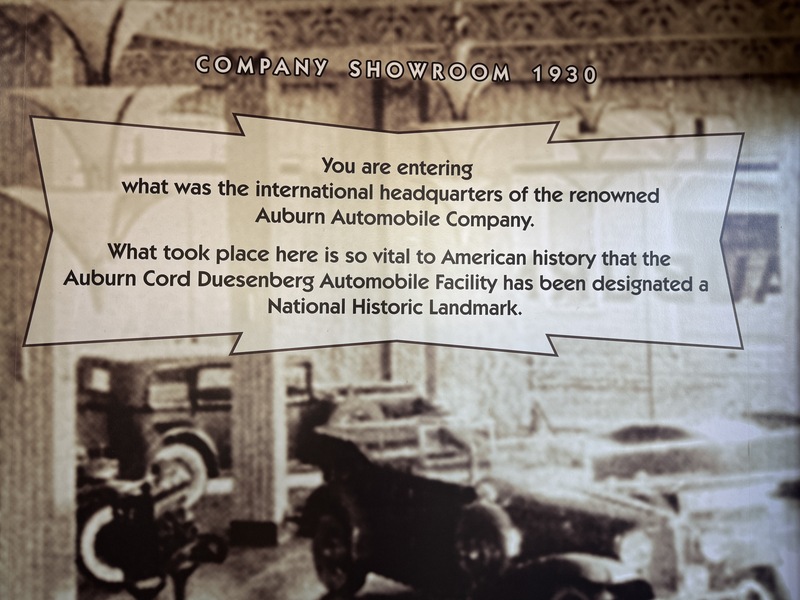 COMPANY SHOWROOM 1930
You are entering
what was the international headquarters of the renowned
Auburn Automobile Company.
What took place here is so vital to American history that the
Auburn Cord Duesenberg Automobile Facility has been designated a
National Historic Landmark.